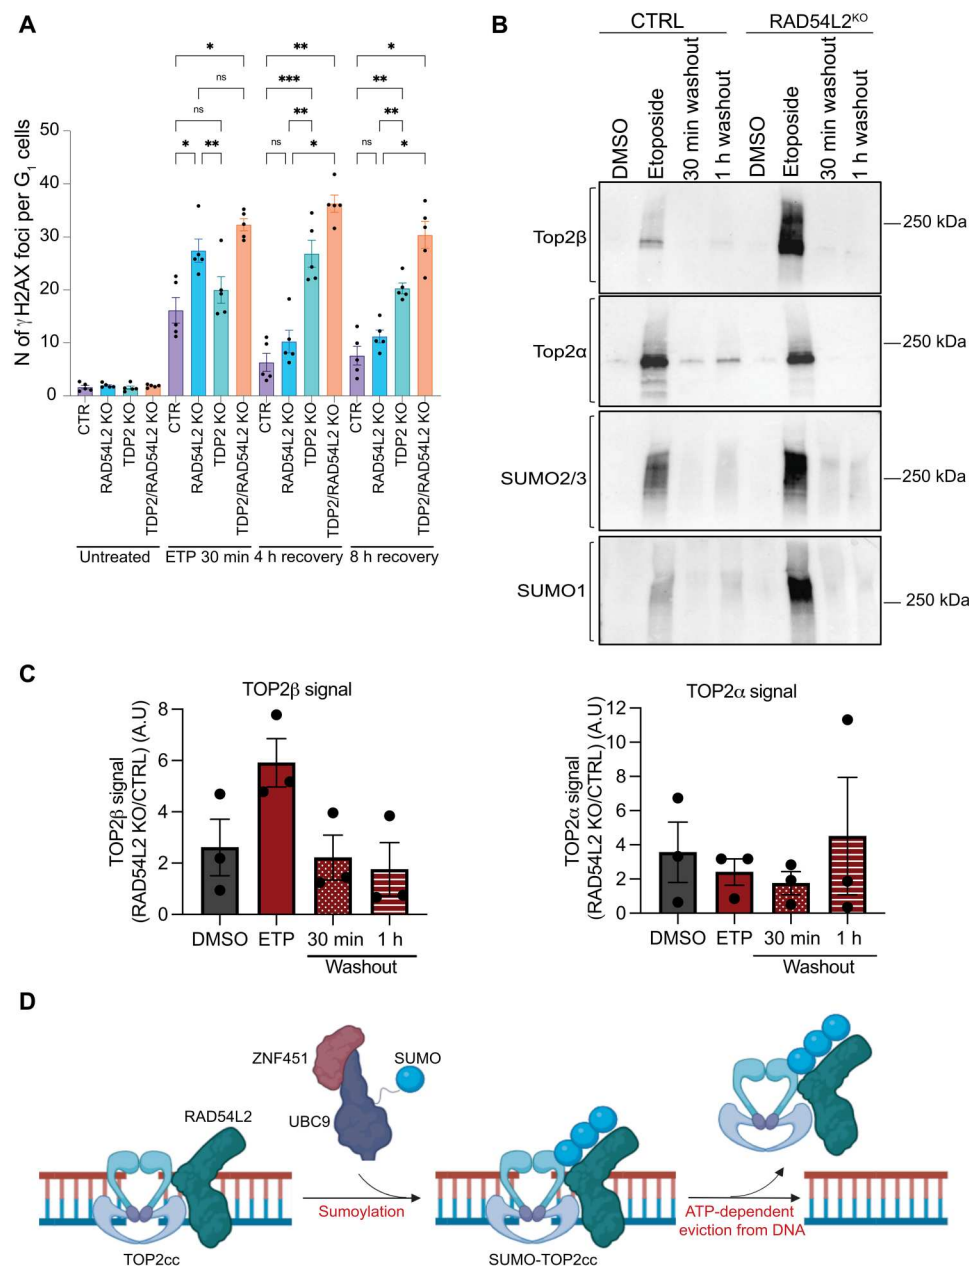 A
* ** *
ns *** **
ns ** **
* ** ns * ns *
N of γH2AX foci per G1 cells
50
40
30
20
10
0
CTR
RAD54L2 KO
TDP2 KO
TDP2/RAD54L2 KO
CTR
RAD54L2 KO
TDP2 KO
TDP2/RAD54L2 KO
CTR
RAD54L2 KO
TDP2 KO
TDP2/RAD54L2 KO
CTR
RAD54L2 KO
TDP2 KO
TDP2/RAD54L2 KO
Untreated ETP 30 min 4 h recovery 8 h recovery
B
CTRL RAD54L2KO
DMSO
Etoposide
30 min washout
1 h washout
DMSO
Etoposide
30 min washout
1 h washout
Top2β
250 kDa
Top2α
250 kDa
SUMO2/3
250 kDa
SUMO1
250 kDa
C
TOP2β signal
TOP2β signal
(RAD54L2 KO/CTRL) (A.U)
8
6
4
2
0
DMSO ETP 30 min 1 h
Washout
TOP2α signal
TOP2α signal
(RAD54L2 KO/CTRL) (A.U)
12
10
8
6
4
2
0
DMSO ETP 30 min 1 h
Washout
D
ZNF451
SUMO
UBC9
RAD54L2
Sumoylation
ATP-dependent
eviction from DNA
TOP2cc
SUMO-TOP2cc